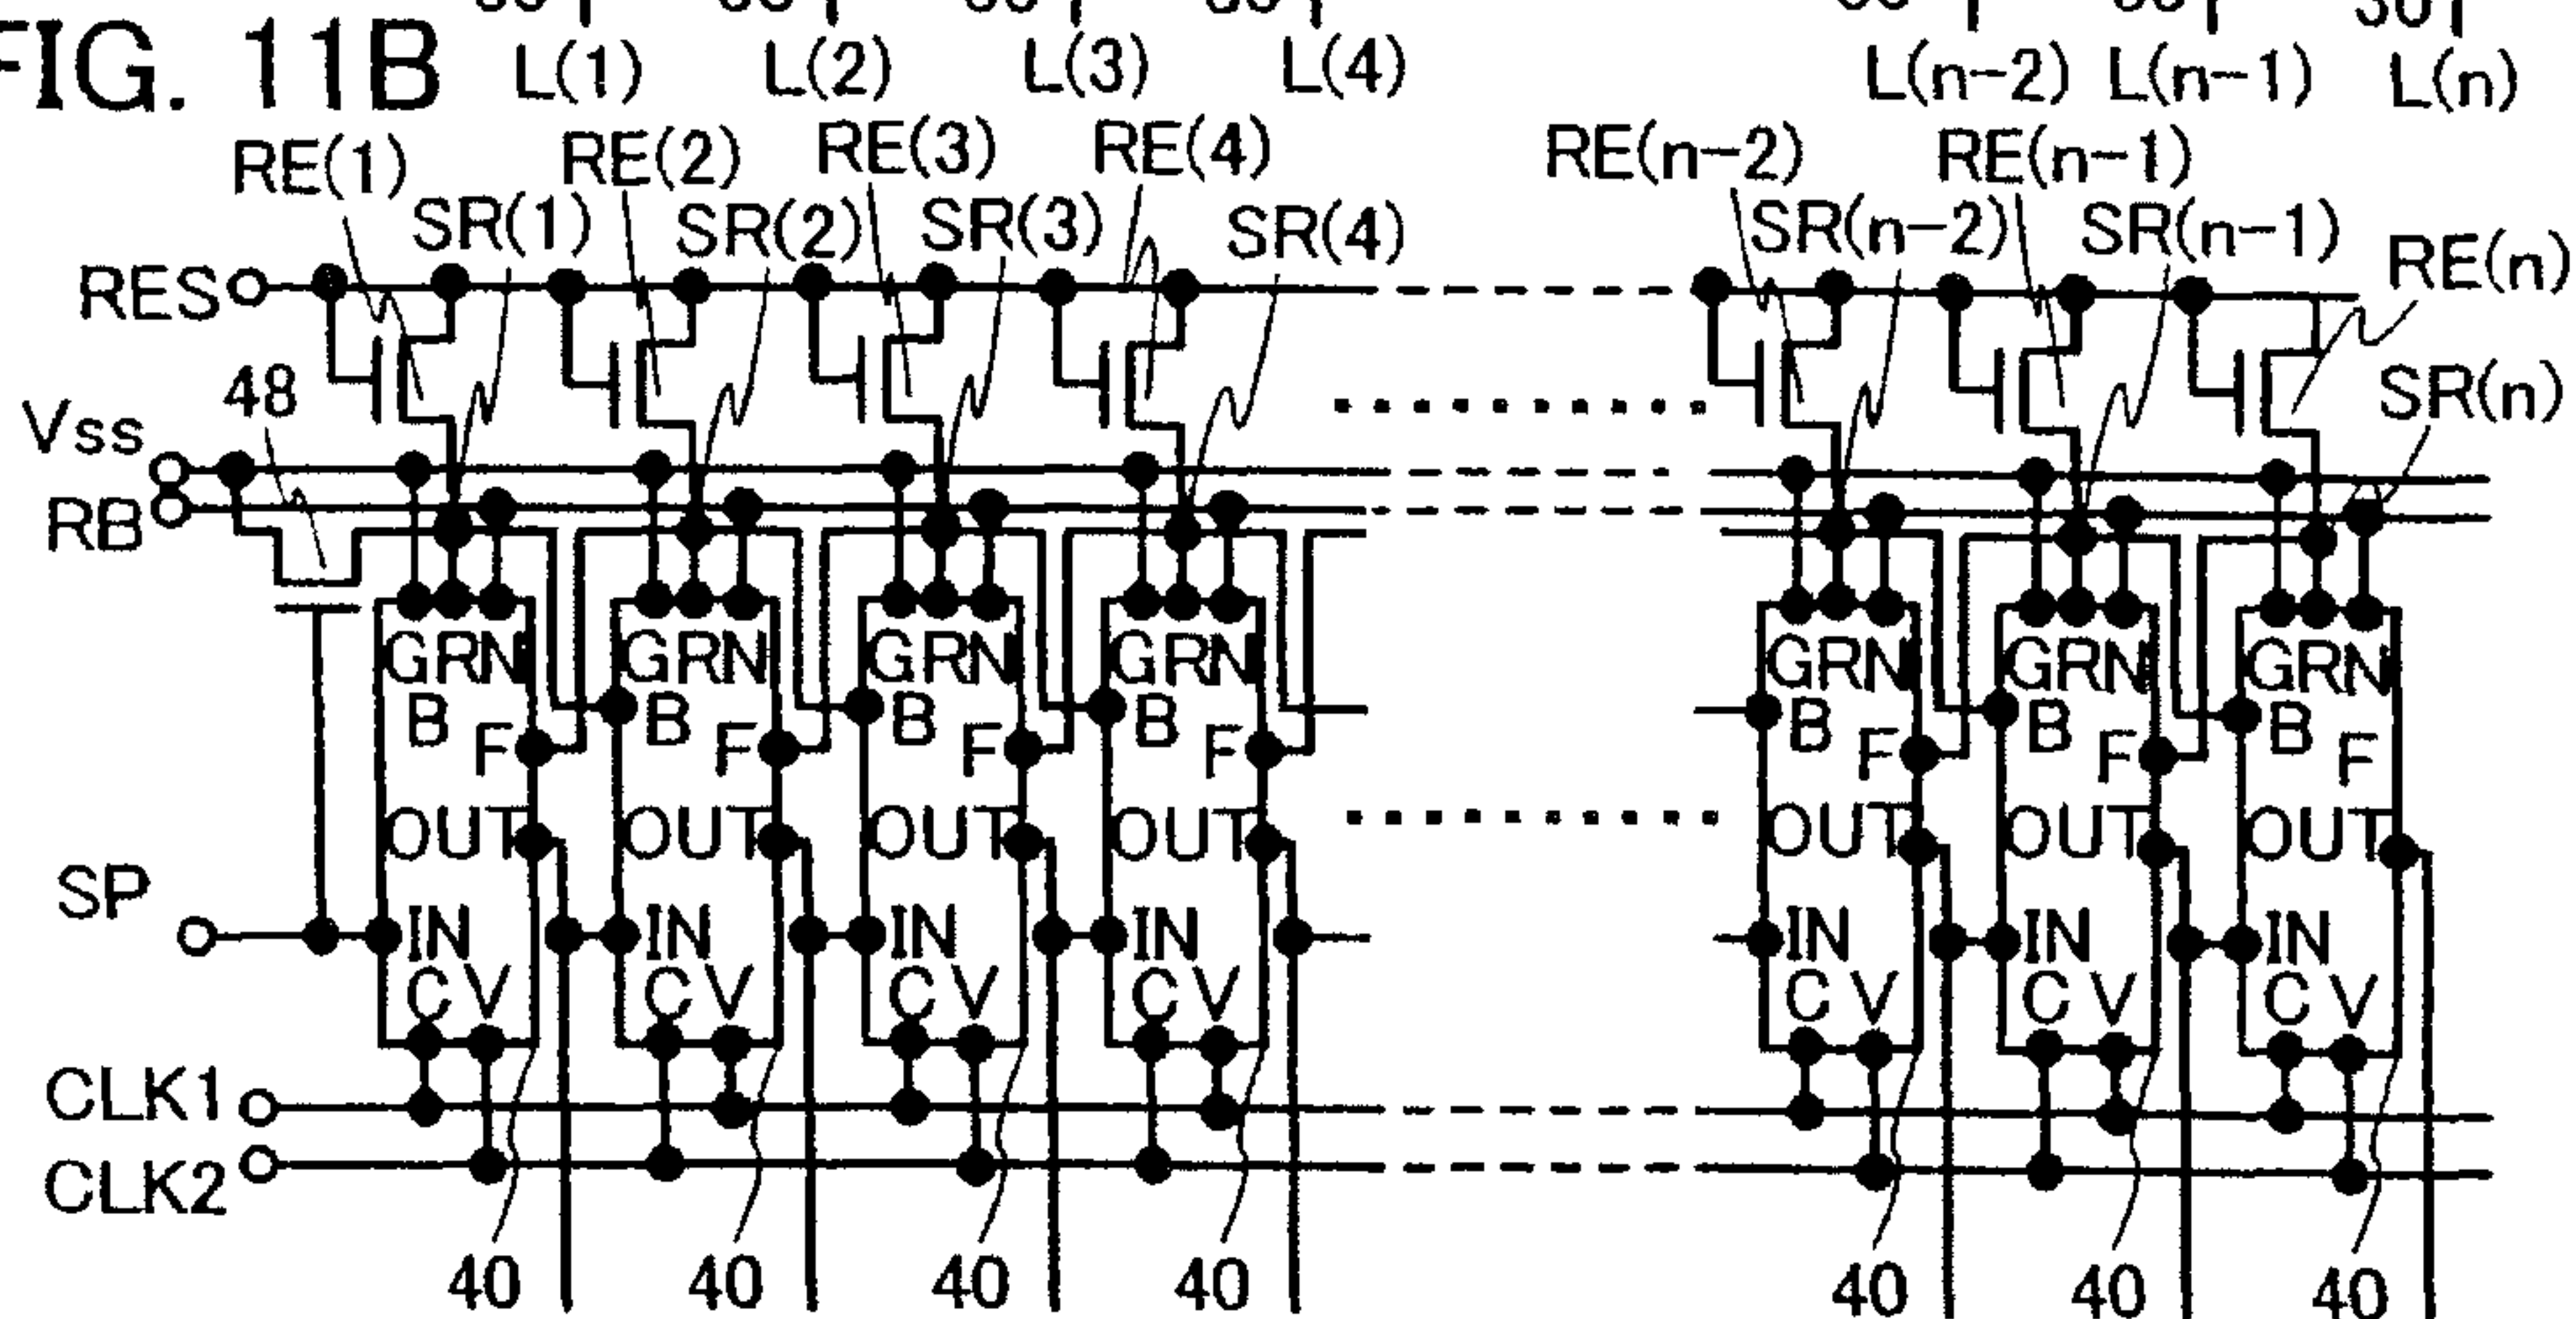 FIG. 11B
L(1) L(2) L(3) L(4) L(n-2) L(n-1) L(n)
RE(1) RE(2) RE(3) RE(4) RE(n-2) RE(n-1)
SR(1) SR(2) SR(3) SR(4) SR(n-2) SR(n-1) RE(n)
RES
48 SR(n)
Vss
RB
GRN GRN GRN GRN GRN GRN GRN
B B B B B B B
F F F F F F F
OUT OUT OUT OUT OUT OUT OUT
SP
IN IN IN IN IN IN IN
C V C V C V C V C V C V C V
CLK1
CLK2
40 40 40 40 40 40 40